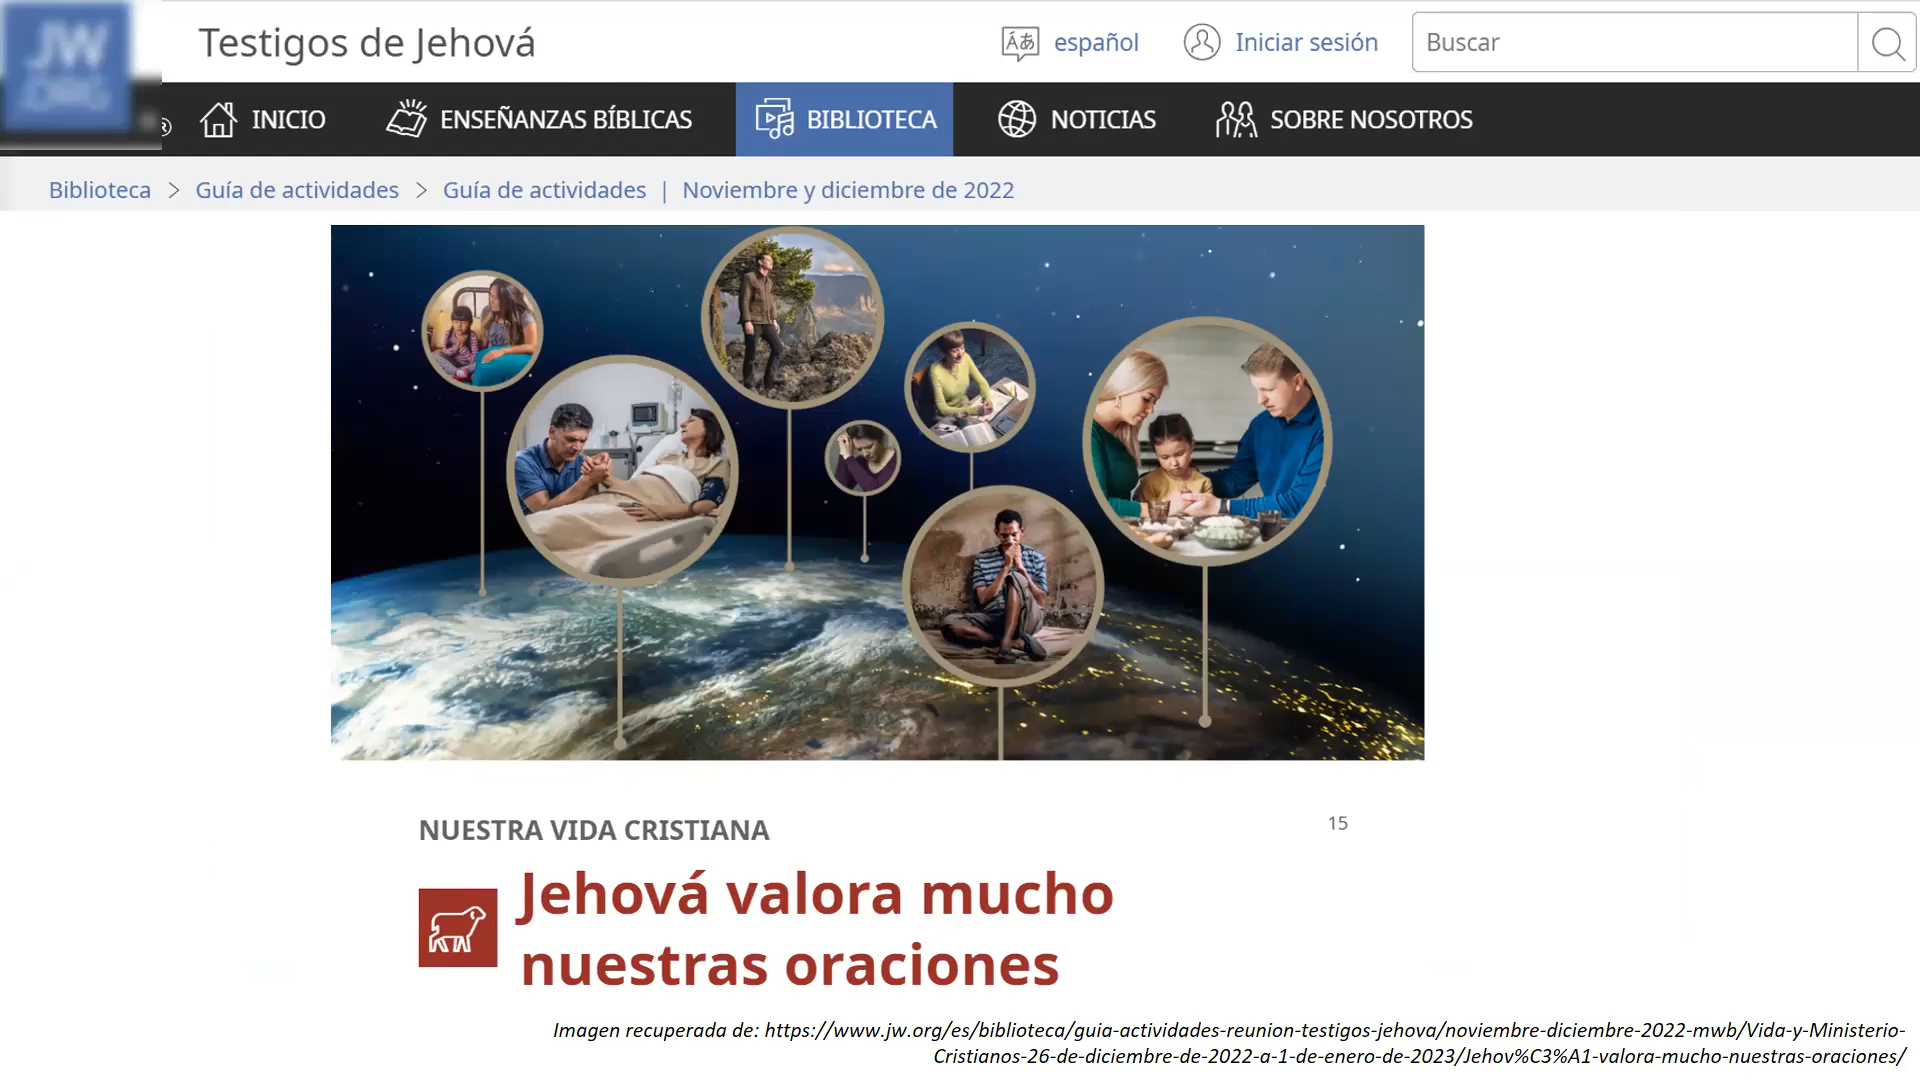 JW
.ORG
®
Testigos de Jehová
español
Iniciar sesión
Buscar
INICIO
ENSEÑANZAS BÍBLICAS
BIBLIOTECA
NOTICIAS
SOBRE NOSOTROS
Biblioteca > Guía de actividades > Guía de actividades | Noviembre y diciembre de 2022
NUESTRA VIDA CRISTIANA
15
Jehová valora mucho
nuestras oraciones
Imagen recuperada de: https://www.jw.org/es/biblioteca/guia-actividades-reunion-testigos-jehova/noviembre-diciembre-2022-mwb/Vida-y-Ministerio-
Cristianos-26-de-diciembre-de-2022-a-1-de-enero-de-2023/Jehov%C3%A1-valora-mucho-nuestras-oraciones/